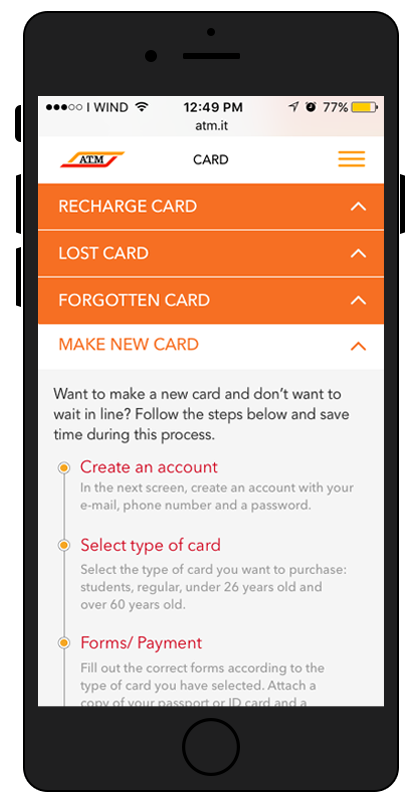 I WIND 12:49 PM 77%
atm.it
ATM CARD
RECHARGE CARD
LOST CARD
FORGOTTEN CARD
MAKE NEW CARD
Want to make a new card and don't want to
wait in line? Follow the steps below and save
time during this process.
Create an account
In the next screen, create an account with your
e-mail, phone number and a password.
Select type of card
Select the type of card you want to purchase:
students, regular, under 26 years old and
over 60 years old.
Forms/ Payment
Fill out the correct forms according to the
type of card you have selected. Attach a
copy of your passport or ID card and a